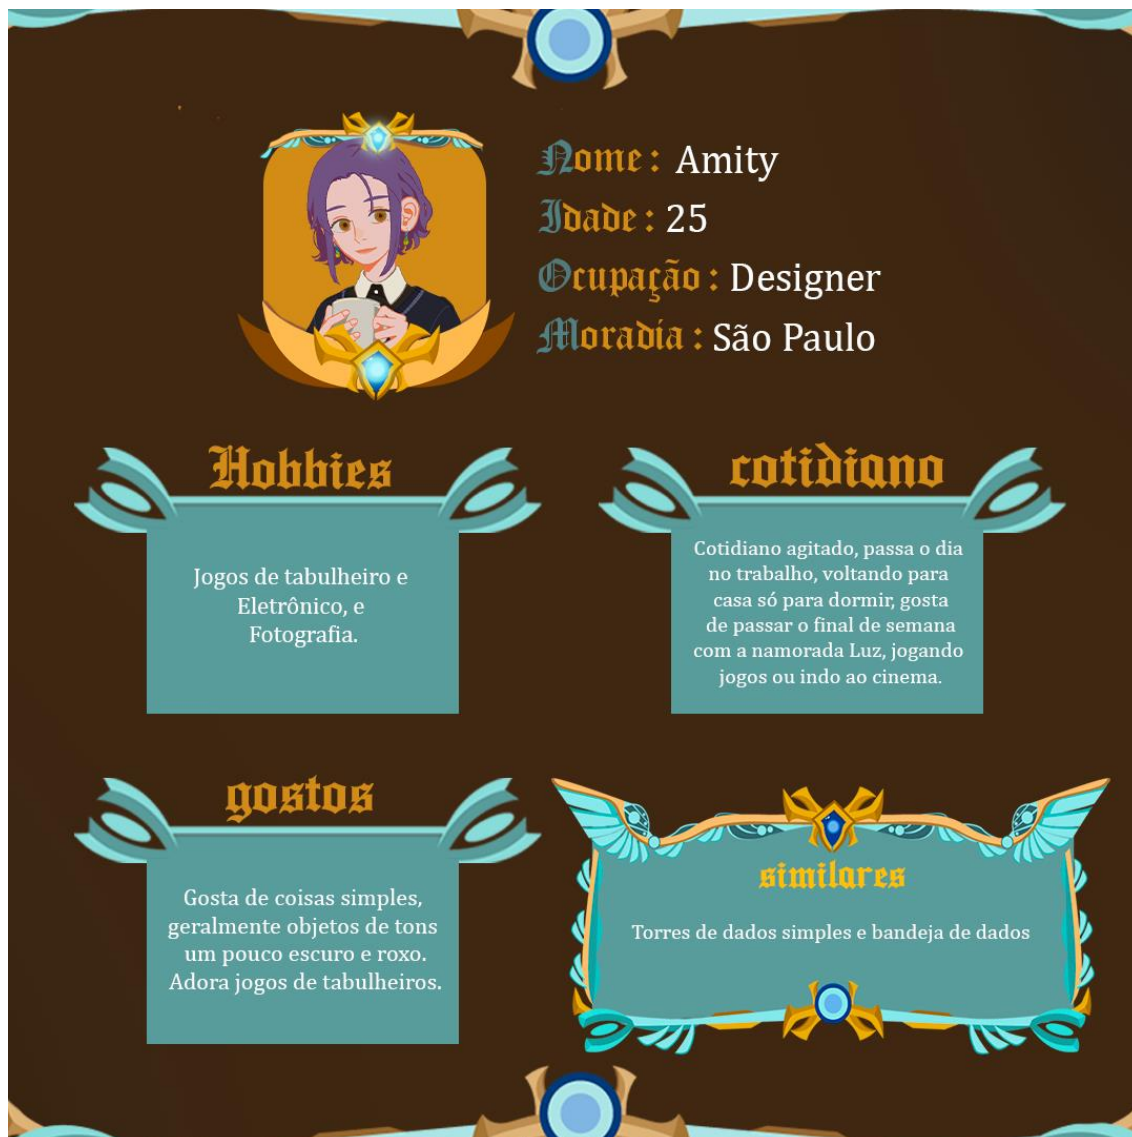 Nome : Amity
Idade : 25
Ocupação : Designer
Moradia : São Paulo
Hobbies
Jogos de tabulheiro e
Eletrônico, e
Fotografia.
cotidiano
Cotidiano agitado, passa o dia
no trabalho, voltando para
casa só para dormir, gosta
de passar o final de semana
com a namorada Luz, jogando
jogos ou indo ao cinema.
gostos
Gosta de coisas simples,
geralmente objetos de tons
um pouco escuro e roxo.
Adora jogos de tabulheiros.
similares
Torres de dados simples e bandeja de dados